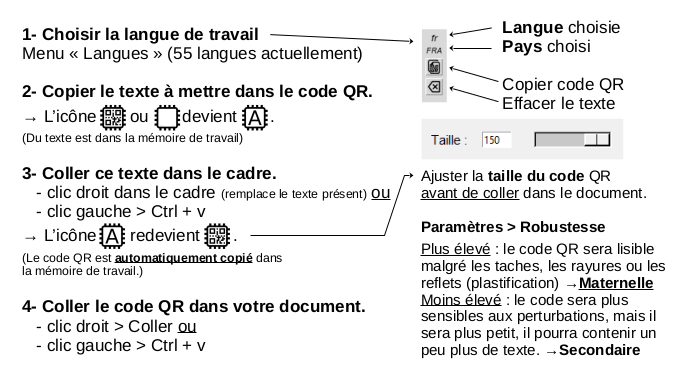 1- Choisir la langue de travail
Menu « Langues » (55 langues actuellement)
2- Copier le texte à mettre dans le code QR.
→ L'icône ou devient A .
(Du texte est dans la mémoire de travail)
3- Coller ce texte dans le cadre.
- clic droit dans le cadre (remplace le texte présent) ou
- clic gauche > Ctrl + v
→ L'icône A redevient .
(Le code QR est automatiquement copié dans
la mémoire de travail.)
4- Coller le code QR dans votre document.
- clic droit > Coller ou
- clic gauche > Ctrl + v
fr
FRA
Langue choisie
Pays choisi
Copier code QR
Effacer le texte
Taille : 150
Ajuster la taille du code QR
avant de coller dans le document.
Paramètres > Robustesse
Plus élevé : le code QR sera lisible
malgré les taches, les rayures ou les
reflets (plastification) →Maternelle
Moins élevé : le code sera plus
sensibles aux perturbations, mais il
sera plus petit, il pourra contenir un
peu plus de texte. →Secondaire